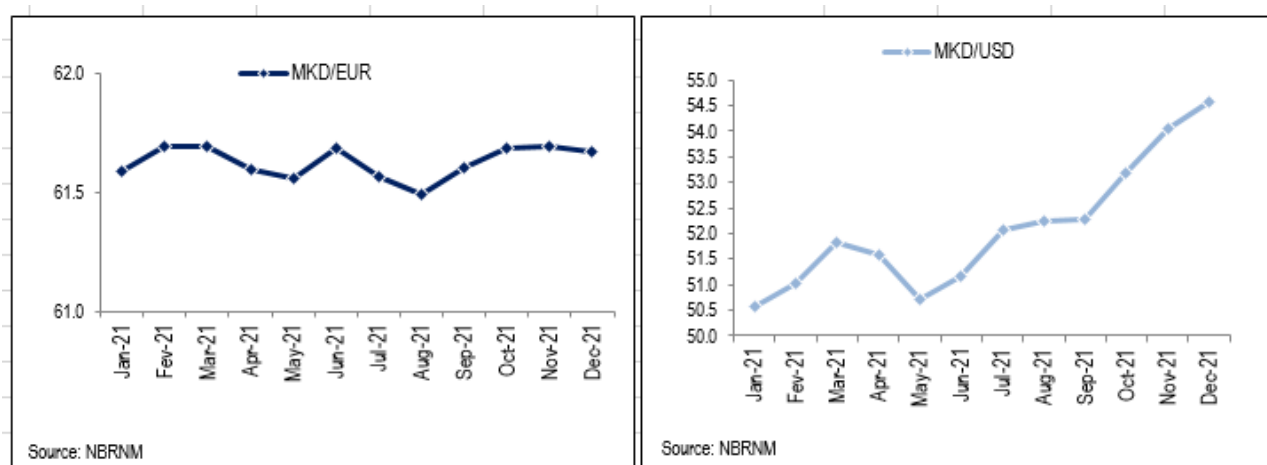 MKD/EUR
62.0
61.5
61.0
Jan-21
Fev-21
Mar-21
Apr-21
May-21
Jun-21
Jul-21
Aug-21
Sep-21
Oct-21
Nov-21
Dec-21
Source: NBRNM
MKD/USD
55.0
54.5
54.0
53.5
53.0
52.5
52.0
51.5
51.0
50.5
50.0
Jan-21
Fev-21
Mar-21
Apr-21
May-21
Jun-21
Jul-21
Aug-21
Sep-21
Oct-21
Nov-21
Dec-21
Source: NBRNM